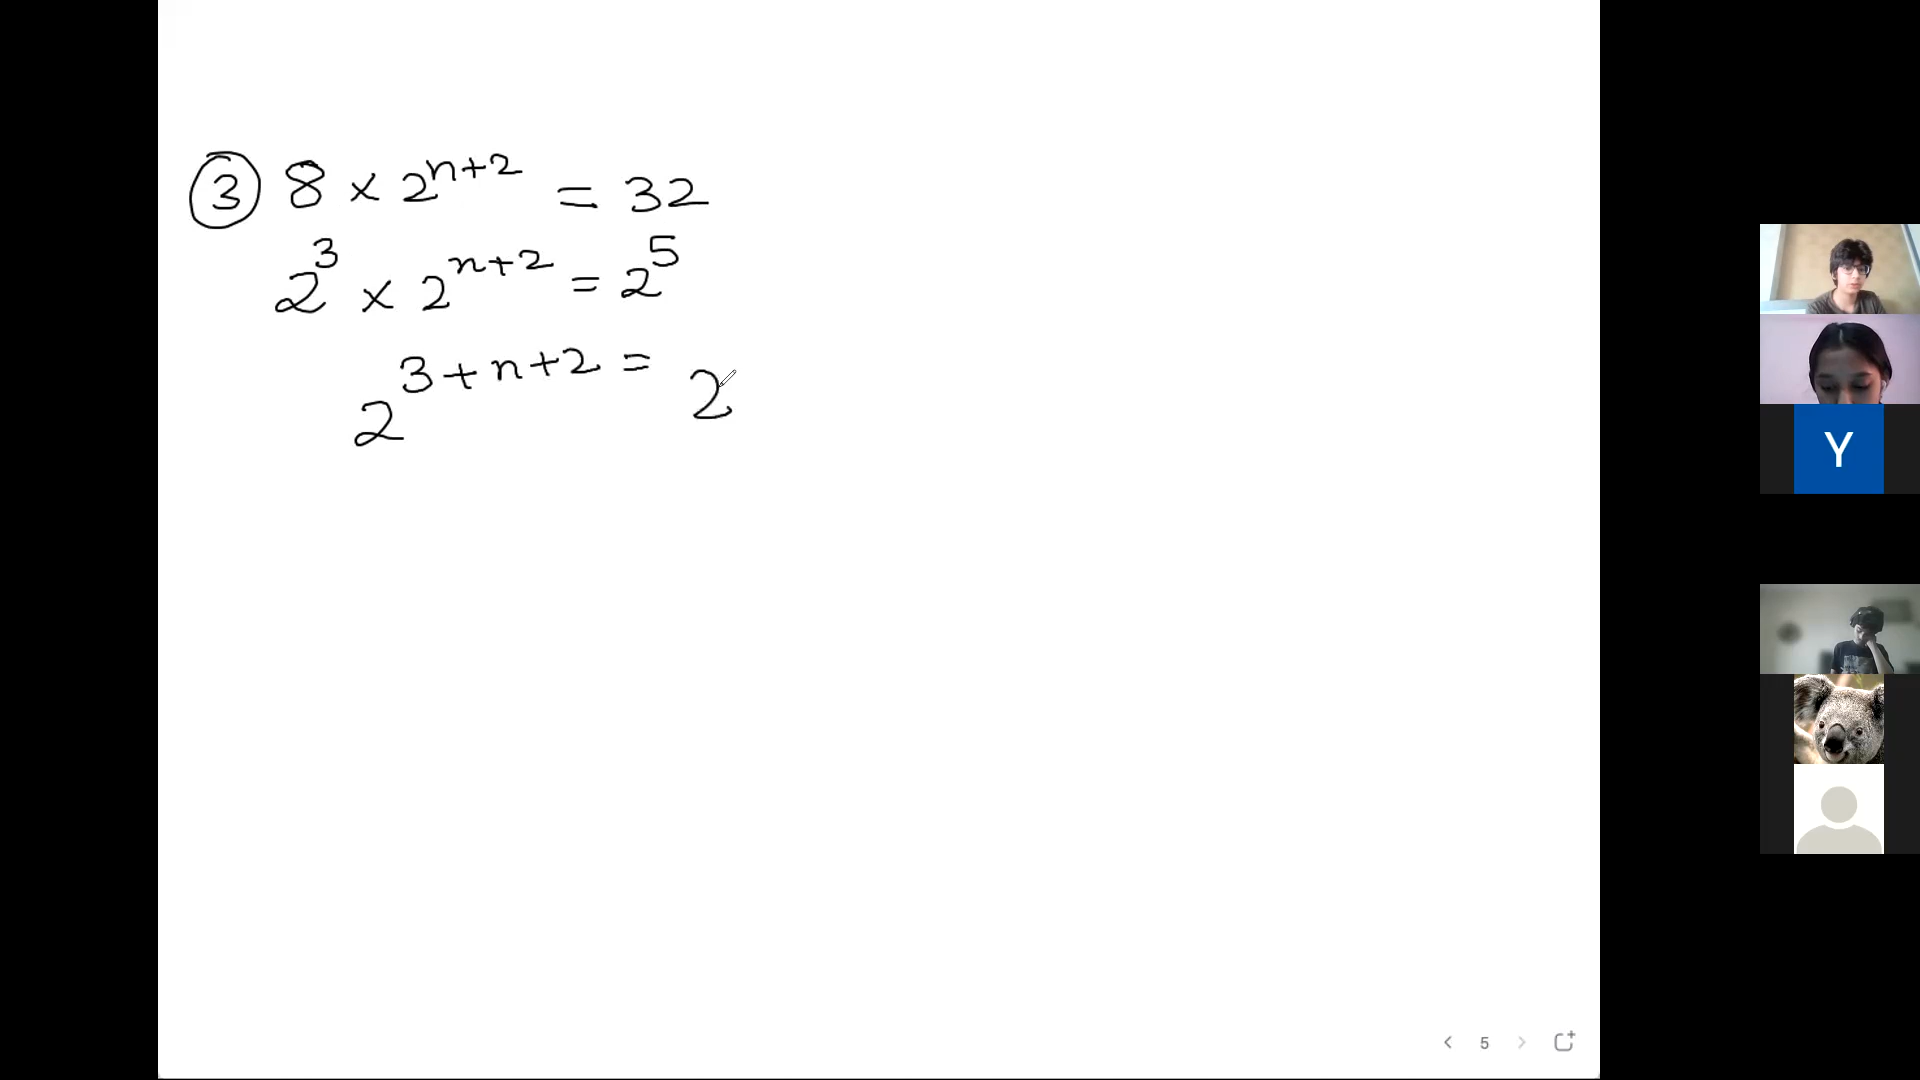 ③ 8 × 2^{n+2} = 32
2^3 × 2^{n+2} = 2^5
2^{3+n+2} = 2
Y
5